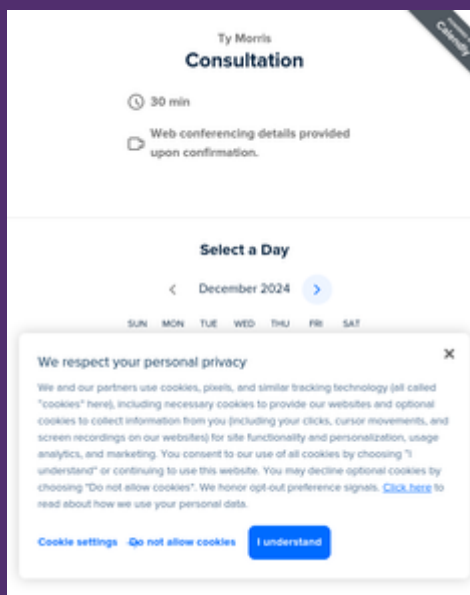 Ty Morris
Consultation
POWERED BY
Calendly
30 min
Web conferencing details provided
upon confirmation.
Select a Day
December 2024
SUN MON TUE WED THU FRI SAT
We respect your personal privacy
We and our partners use cookies, pixels, and similar tracking technology (all called
"cookies" here), including necessary cookies to provide our websites and optional
cookies to collect information from you (including your clicks, cursor movements, and
screen recordings on our websites) for site functionality and personalization, usage
analytics, and marketing. You consent to our use of all cookies by choosing "I
understand" or continuing to use this website. You may decline optional cookies by
choosing "Do not allow cookies". We honor opt-out preference signals. Click here to
read about how we use your personal data.
Cookie settings Do not allow cookies I understand